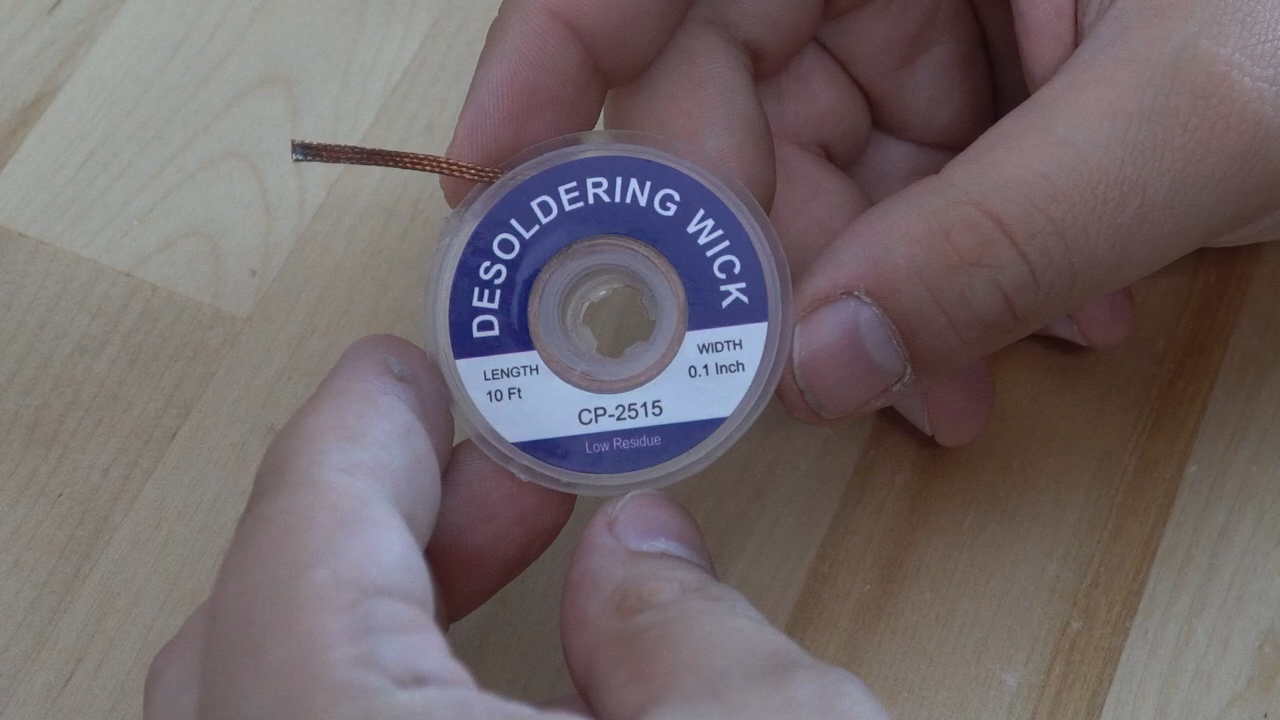 DESOLDERING WICK
LENGTH
10 Ft
WIDTH
0.1 Inch
CP-2515
Low Residue